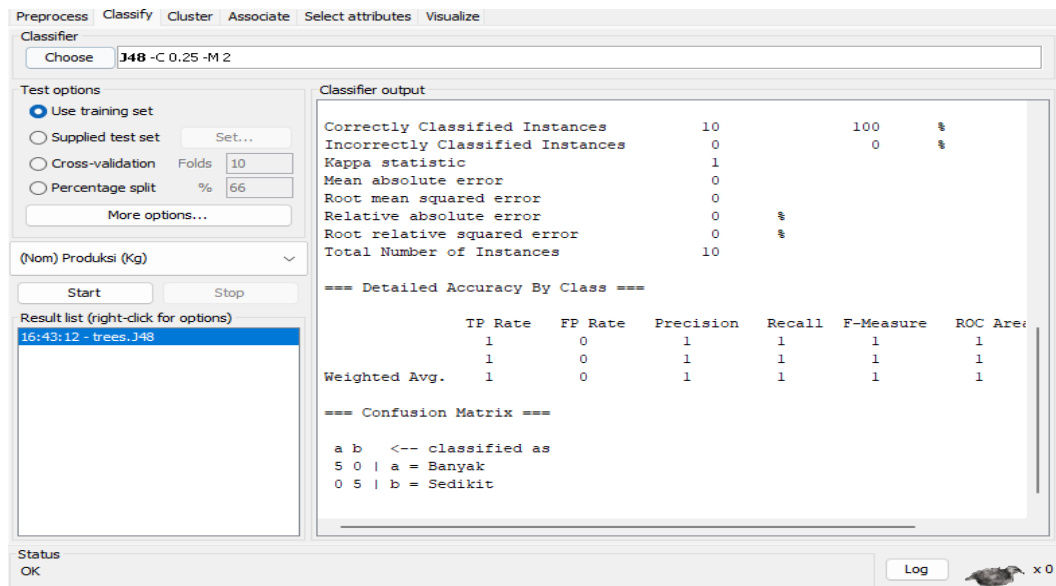 Preprocess Classify Cluster Associate Select attributes Visualize
Classifier
Choose J48 -C 0.25 -M 2
Test options
Use training set
Supplied test set Set...
Cross-validation Folds 10
Percentage split % 66
More options...
(Nom) Produksi (Kg)
Start Stop
Result list (right-click for options)
16:43:12 - trees.J48
Classifier output
Correctly Classified Instances 10 100 %
Incorrectly Classified Instances 0 0 %
Kappa statistic 1
Mean absolute error 0
Root mean squared error 0
Relative absolute error 0 %
Root relative squared error 0 %
Total Number of Instances 10
=== Detailed Accuracy By Class ===
TP Rate FP Rate Precision Recall F-Measure ROC Area
1 0 1 1 1 1
1 0 1 1 1 1
Weighted Avg. 1 0 1 1 1 1
=== Confusion Matrix ===
a b <-- classified as
5 0 | a = Banyak
0 5 | b = Sedikit
Status
OK
Log x 0